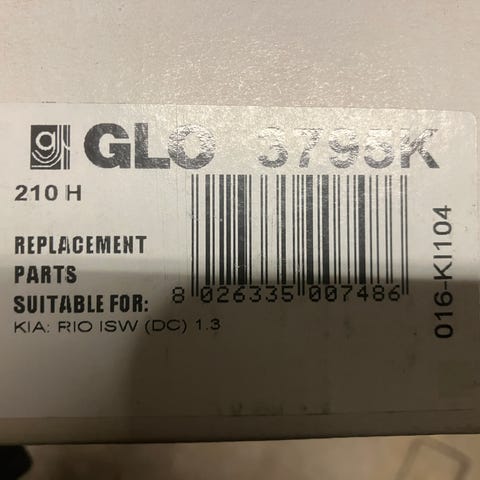 g GLO 3795K
210 H
REPLACEMENT
PARTS
SUITABLE FOR:
KIA: RIO ISW (DC) 1.3
8 026335 007486
016-KI104